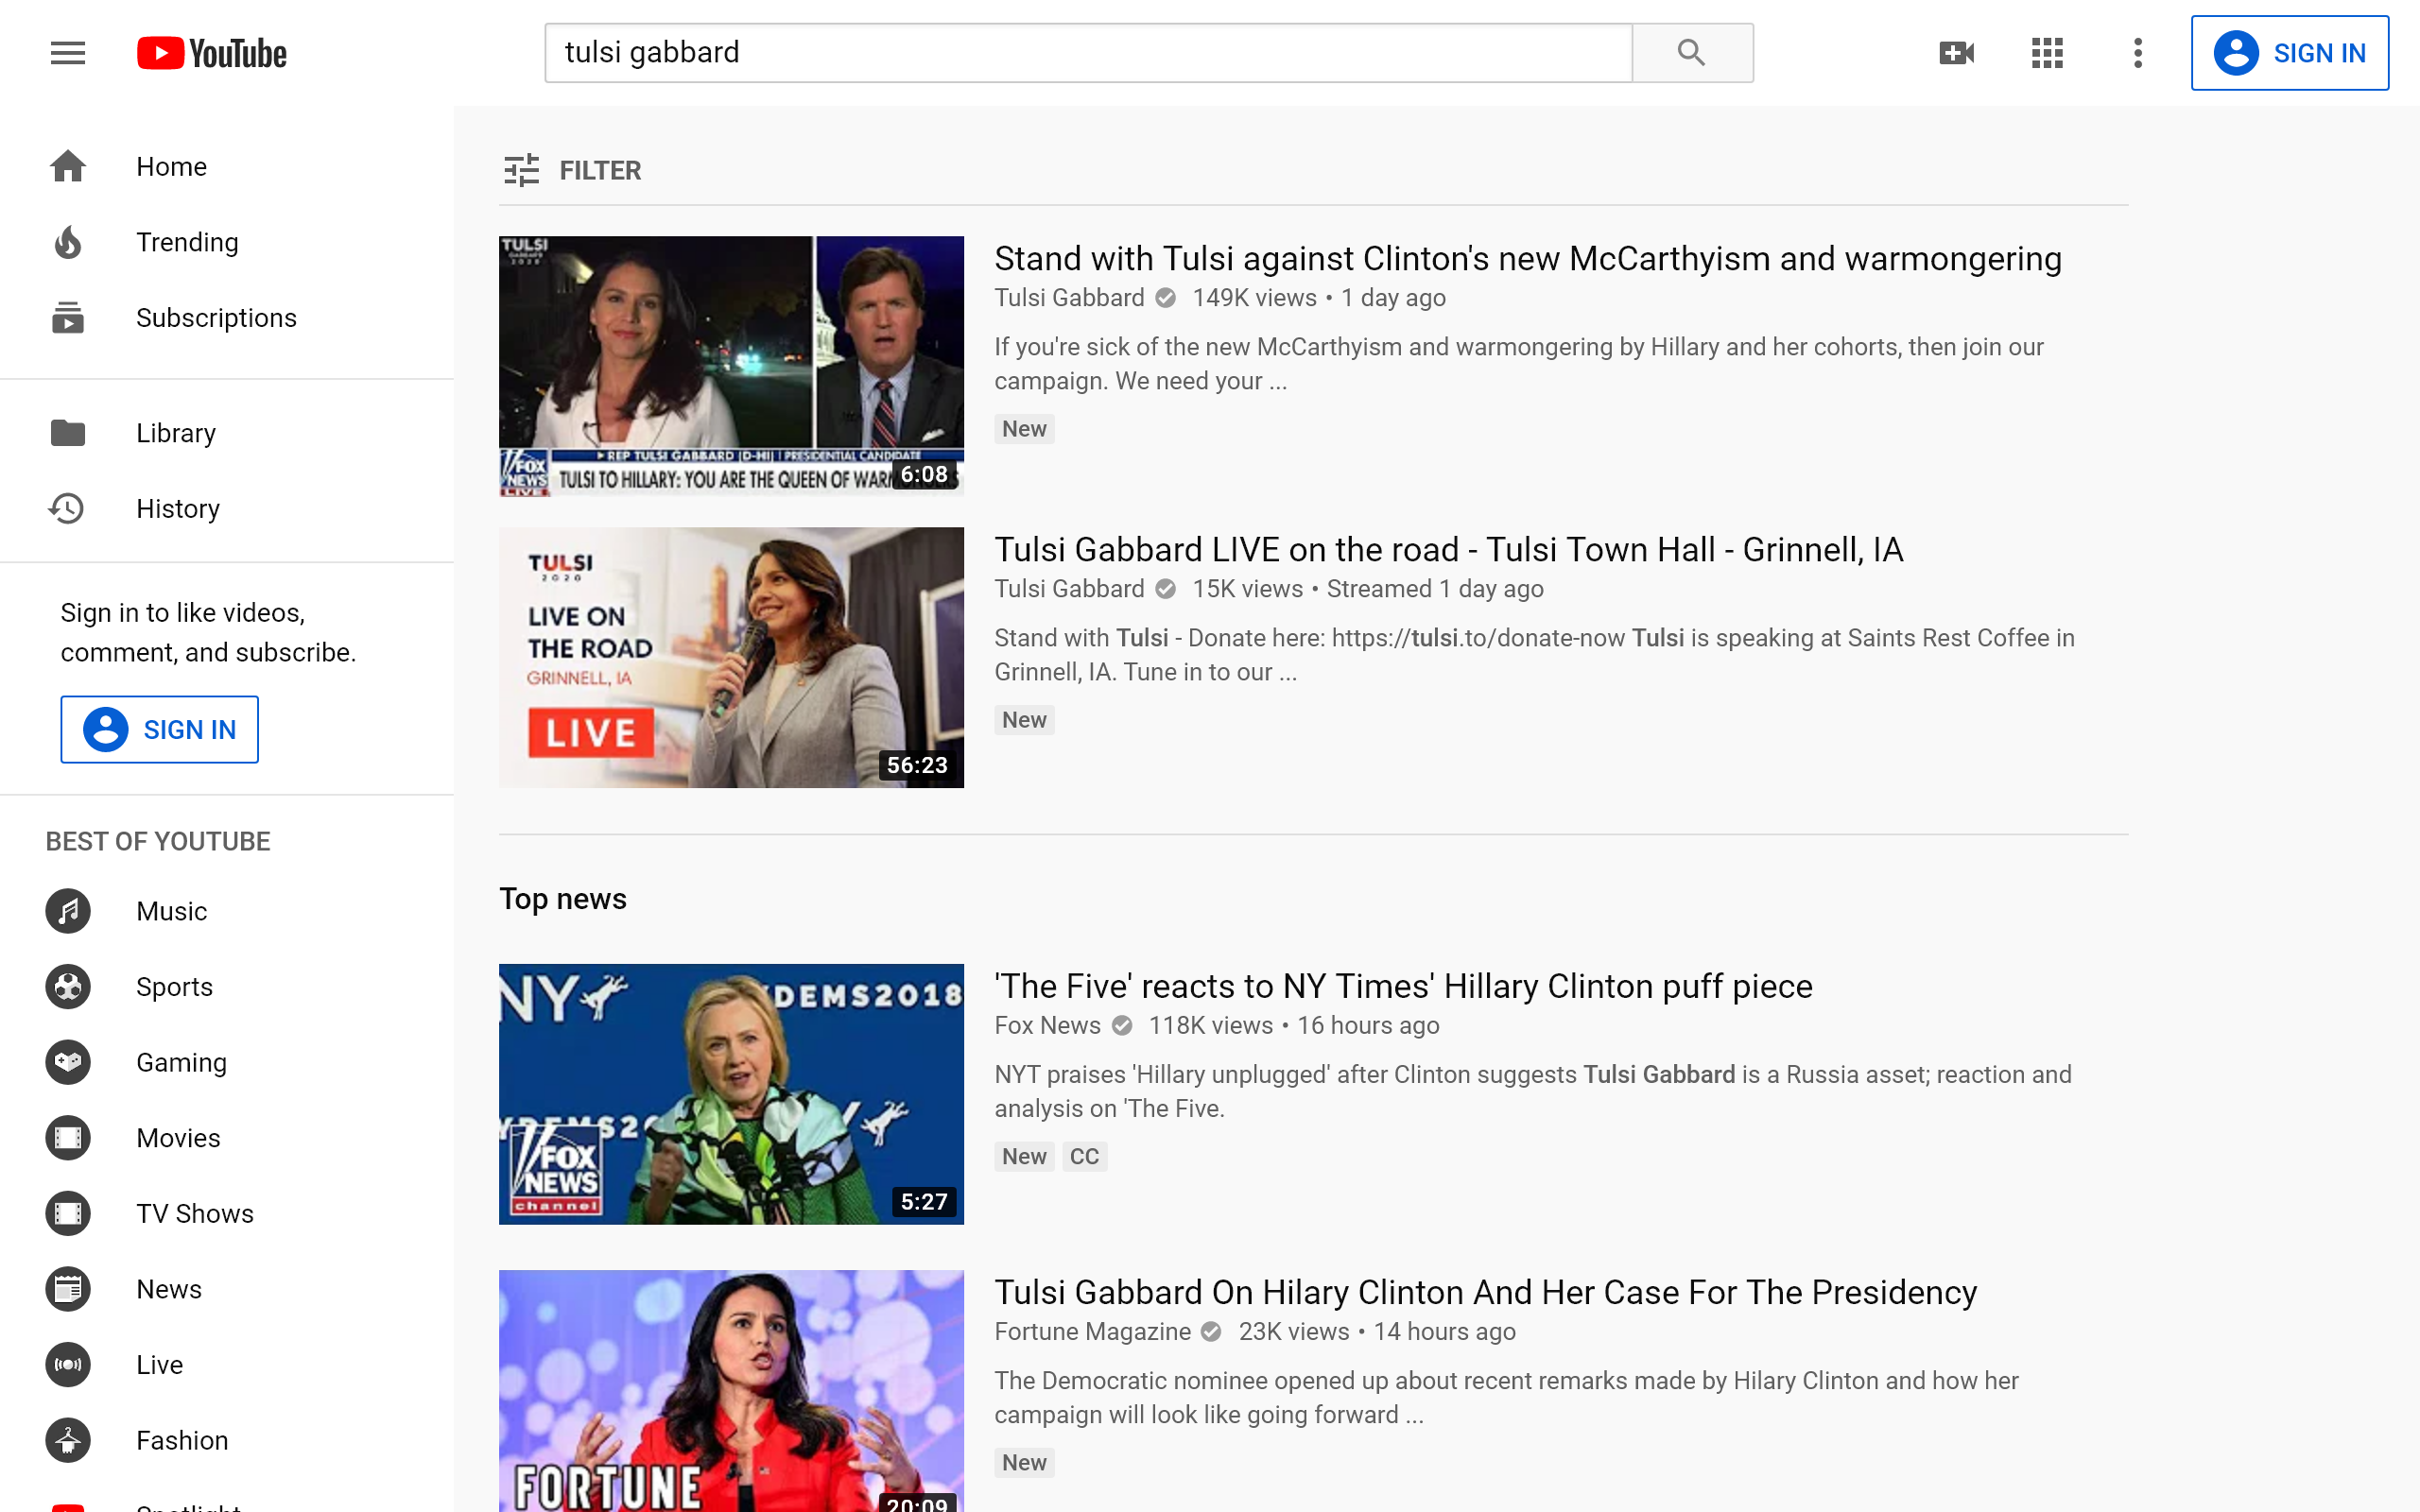 YouTube
tulsi gabbard
SIGN IN
Home
Trending
Subscriptions
Library
History
Sign in to like videos,
comment, and subscribe.
SIGN IN
BEST OF YOUTUBE
Music
Sports
Gaming
Movies
TV Shows
News
Live
Fashion
Spotlight
FILTER
TULSI
GABBARD
2020
REP TULSI GABBARD (D-HI) | PRESIDENTIAL CANDIDATE
FOX
NEWS
LIVE
TULSI TO HILLARY: YOU ARE THE QUEEN OF
6:08
Stand with Tulsi against Clinton's new McCarthyism and warmongering
Tulsi Gabbard 149K views • 1 day ago
If you're sick of the new McCarthyism and warmongering by Hillary and her cohorts, then join our
campaign. We need your ...
New
TULSI
2020
LIVE ON
THE ROAD
GRINNELL, IA
LIVE
56:23
Tulsi Gabbard LIVE on the road - Tulsi Town Hall - Grinnell, IA
Tulsi Gabbard 15K views • Streamed 1 day ago
Stand with Tulsi - Donate here: https://tulsi.to/donate-now Tulsi is speaking at Saints Rest Coffee in
Grinnell, IA. Tune in to our ...
New
Top news
NY
DEMS2018
FOX
NEWS
channel
5:27
'The Five' reacts to NY Times' Hillary Clinton puff piece
Fox News 118K views • 16 hours ago
NYT praises 'Hillary unplugged' after Clinton suggests Tulsi Gabbard is a Russia asset; reaction and
analysis on 'The Five.
New CC
FORTUNE
20:09
Tulsi Gabbard On Hilary Clinton And Her Case For The Presidency
Fortune Magazine 23K views • 14 hours ago
The Democratic nominee opened up about recent remarks made by Hilary Clinton and how her
campaign will look like going forward ...
New